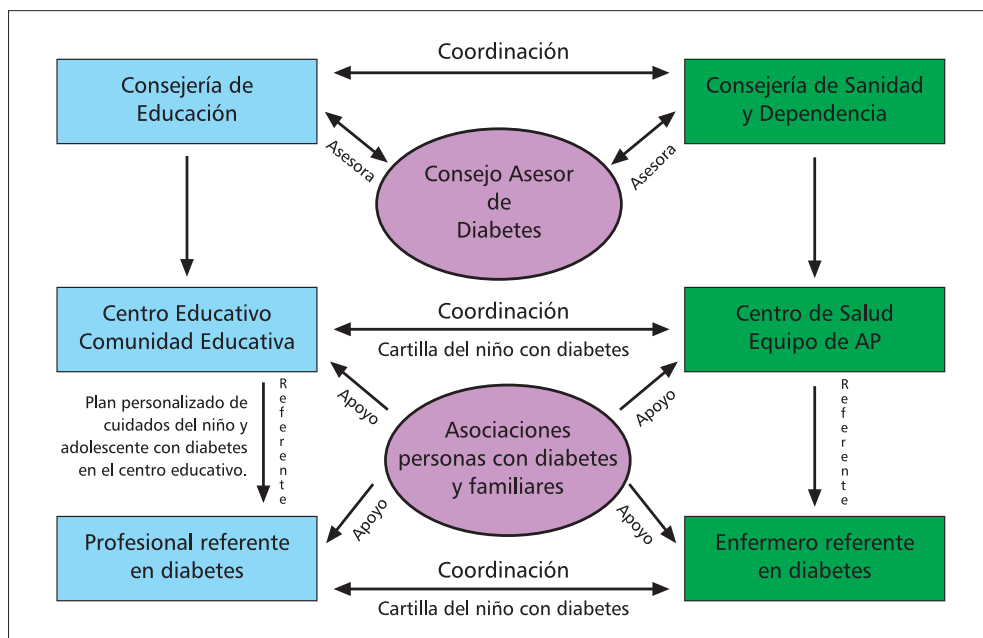 Coordinación
Consejería de
Educación
Consejería de Sanidad
y Dependencia
Asesora
Asesora
Consejo Asesor
de
Diabetes
Centro Educativo
Comunidad Educativa
Coordinación
Cartilla del niño con diabetes
Centro de Salud
Equipo de AP
Plan personalizado de
cuidados del niño y
adolescente con diabetes
en el centro educativo.
Referente
Apoyo
Apoyo
Referente
Asociaciones
personas con diabetes
y familiares
Apoyo
Apoyo
Profesional referente
en diabetes
Coordinación
Cartilla del niño con diabetes
Enfermero referente
en diabetes